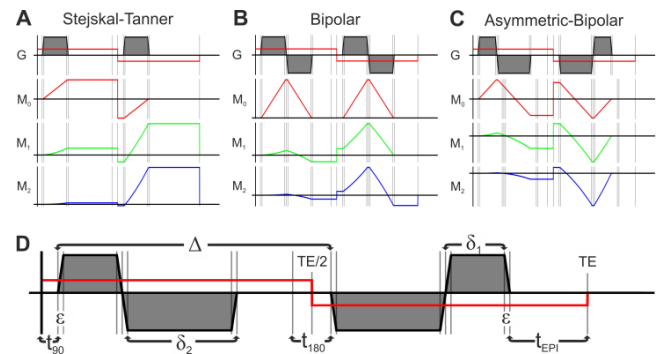 A Stejskal-Tanner
B Bipolar
C Asymmetric-Bipolar
G
M₀
M₁
M₂
G
M₀
M₁
M₂
G
M₀
M₁
M₂
D
Δ
δ₁
TE/2
TE
ε
δ₂
ε
t₉₀
t₁₈₀
t_EPI